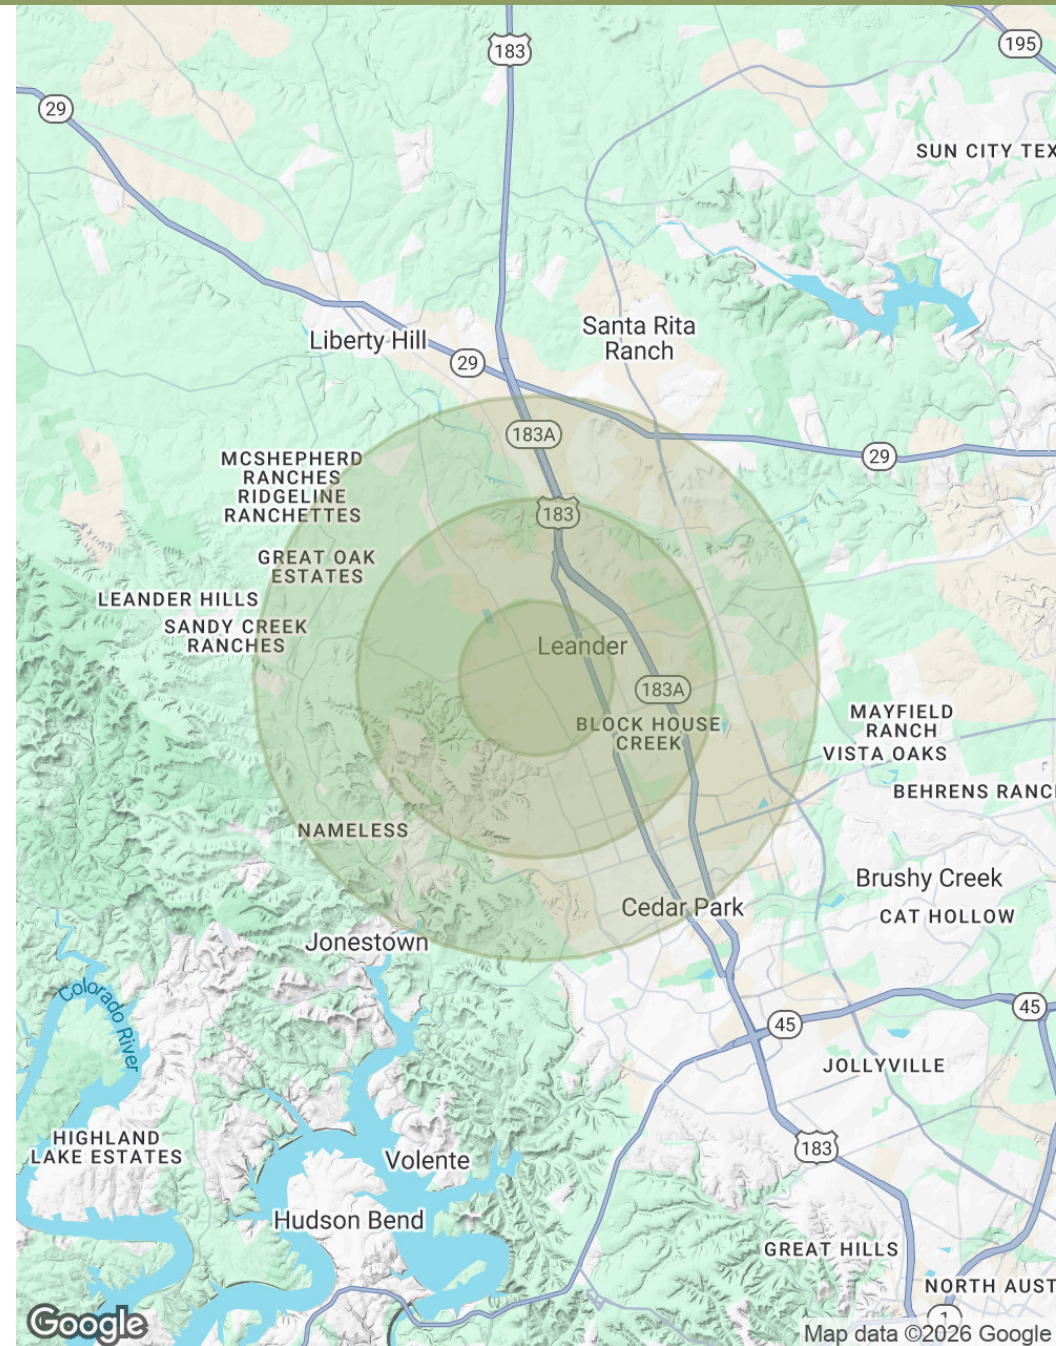 183
195
29
SUN CITY TEX
Santa Rita
Ranch
Liberty Hill
29
183A
29
MCSHEPHERD
RANCHES
RIDGELINE
RANCHETTES
183
GREAT OAK
ESTATES
LEANDER HILLS
SANDY CREEK
RANCHES
Leander
183A
BLOCK HOUSE
CREEK
MAYFIELD
RANCH
VISTA OAKS
BEHRENS RANC
NAMELESS
Brushy Creek
CAT HOLLOW
Cedar Park
Jonestown
Colorado River
45
45
JOLLYVILLE
HIGHLAND
LAKE ESTATES
183
Volente
Hudson Bend
GREAT HILLS
NORTH AUST
1
Google
Map data ©2026 Google